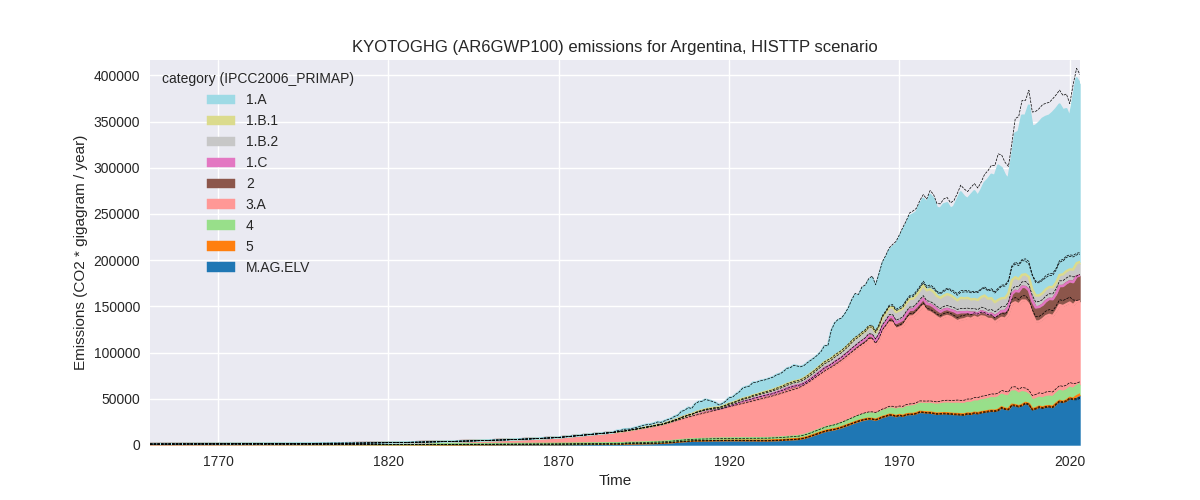 KYOTOGHG (AR6GWP100) emissions for Argentina, HISTTP scenario
category (IPCC2006_PRIMAP)
1.A
1.B.1
1.B.2
1.C
2
3.A
4
5
M.AG.ELV
Emissions (CO2 * gigagram / year)
400000
350000
300000
250000
200000
150000
100000
50000
0
1770
1820
1870
1920
1970
2020
Time